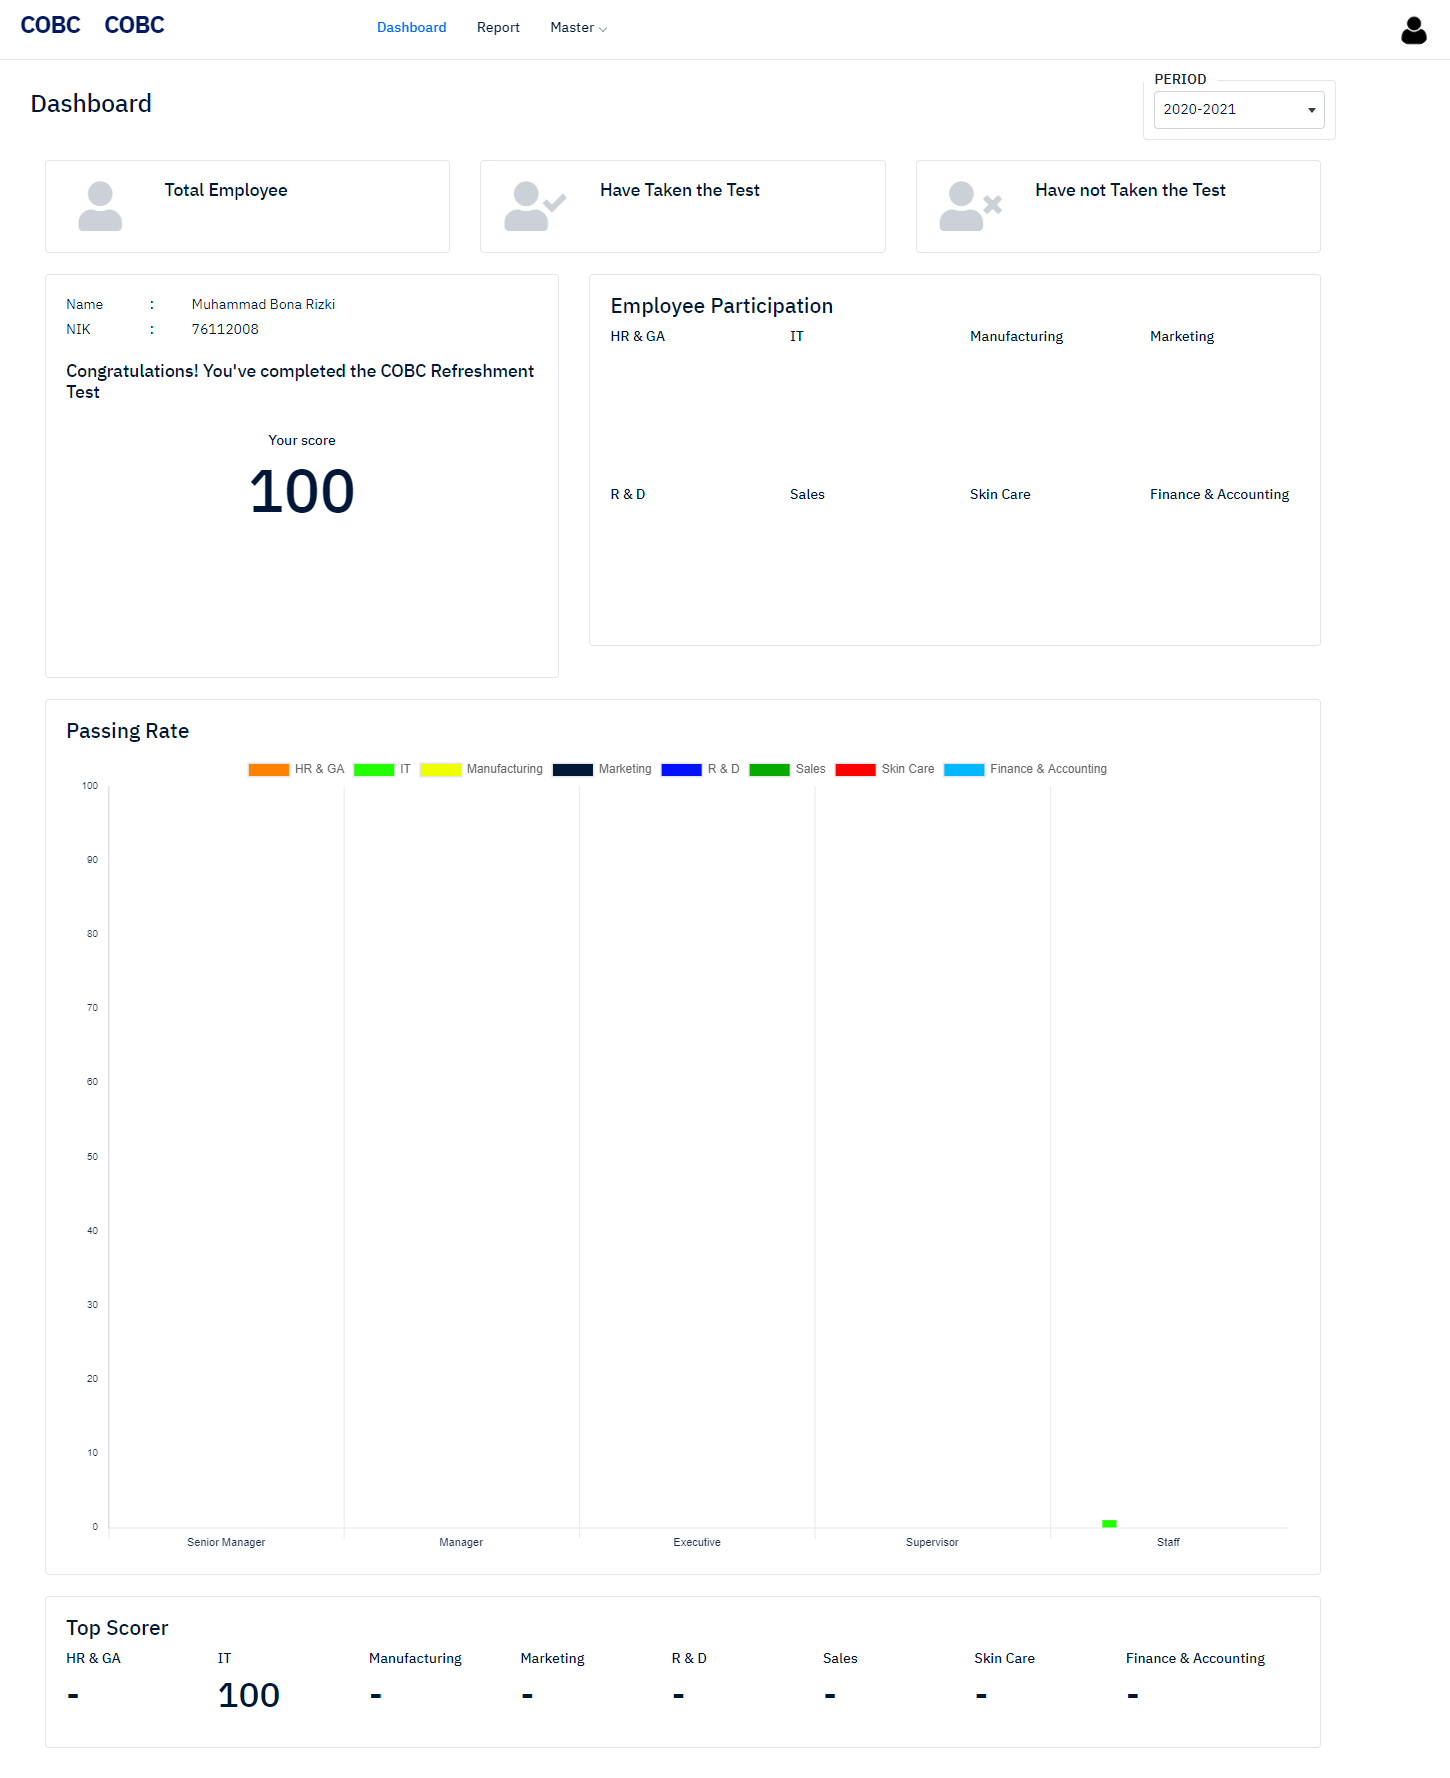 COBC COBC Dashboard Report Master
PERIOD
Dashboard
2020-2021
Total Employee
Have Taken the Test
Have not Taken the Test
Name : Muhammad Bona Rizki
NIK : 76112008
Congratulations! You've completed the COBC Refreshment
Test
Your score
100
Employee Participation
HR & GA IT Manufacturing Marketing
R & D Sales Skin Care Finance & Accounting
Passing Rate
HR & GA IT Manufacturing Marketing R & D Sales Skin Care Finance & Accounting
100
90
80
70
60
50
40
30
20
10
0
Senior Manager Manager Executive Supervisor Staff
Top Scorer
HR & GA IT Manufacturing Marketing R & D Sales Skin Care Finance & Accounting
- 100 - - - - - -